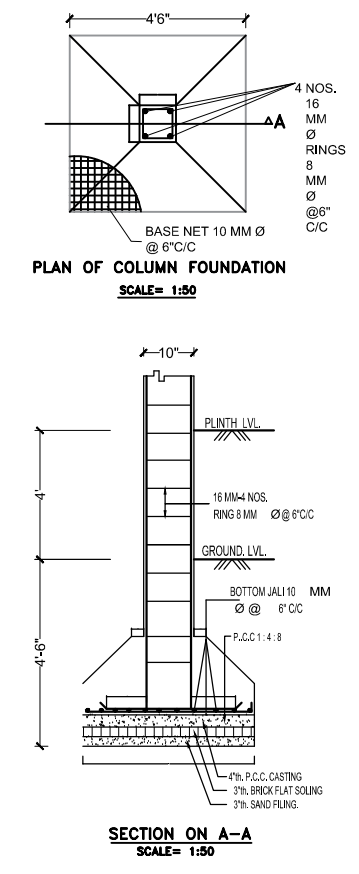 4'6"
4 NOS.
16
MM
Ø
RINGS
8
MM
Ø
@6"
C/C
A
BASE NET 10 MM Ø
@ 6"C/C
PLAN OF COLUMN FOUNDATION
SCALE= 1:50
10"
PLINTH LVL.
4'
16 MM-4 NOS.
RING 8 MM Ø @ 6"C/C
GROUND. LVL.
BOTTOM JALI 10 MM
Ø @ 6" C/C
4'-6"
P..C.C 1 : 4 : 8
4"th. P.C.C. CASTING
3"th. BRICK FLAT SOLING
3"th. SAND FILING.
SECTION ON A-A
SCALE= 1:50